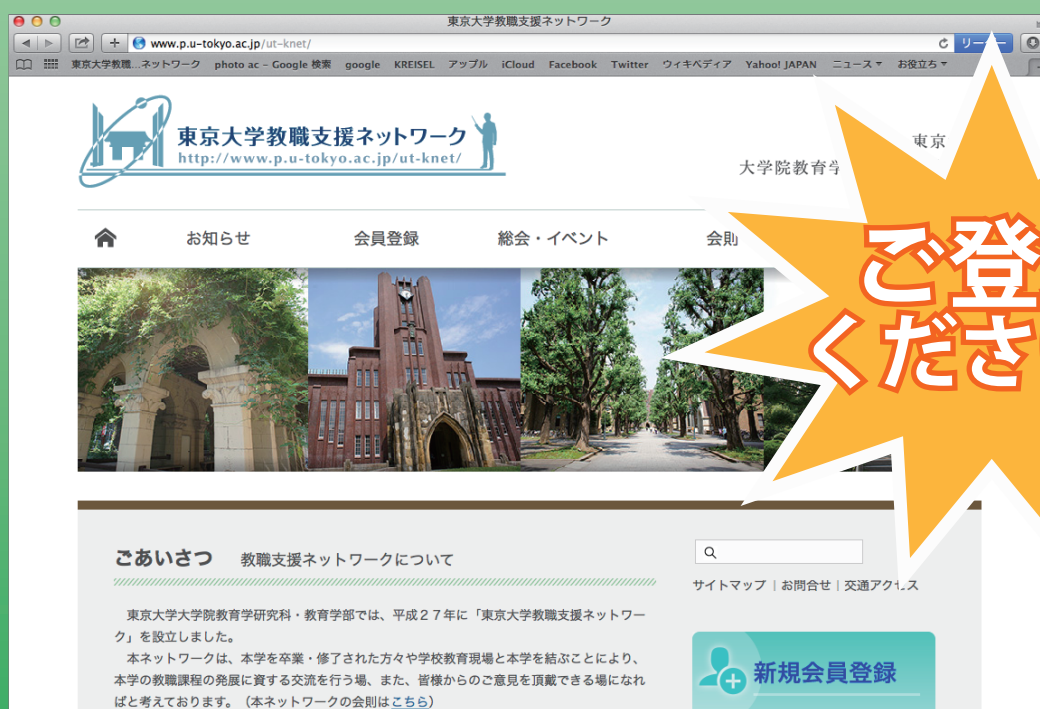 東京大学教職支援ネットワーク
www.p.u-tokyo.ac.jp/ut-knet/
東京大学教職...ネットワーク photo ac – Google 検索 google KREISEL アップル iCloud Facebook Twitter ウィキペディア Yahoo! JAPAN ニュース お役立ち
東京大学教職支援ネットワーク
http://www.p.u-tokyo.ac.jp/ut-knet/
東京
大学院教育学
お知らせ 会員登録 総会・イベント 会則
ご登
くださ
ごあいさつ 教職支援ネットワークについて
東京大学大学院教育学研究科・教育学部では、平成27年に「東京大学教職支援ネットワー
ク」を設立しました。
本ネットワークは、本学を卒業・修了された方々や学校教育現場と本学を結ぶことにより、
本学の教職課程の発展に資する交流を行う場、また、皆様からのご意見を頂戴できる場になれ
ばと考えております。（本ネットワークの会則はこちら）
サイトマップ | お問合せ | 交通アクセス
新規会員登録